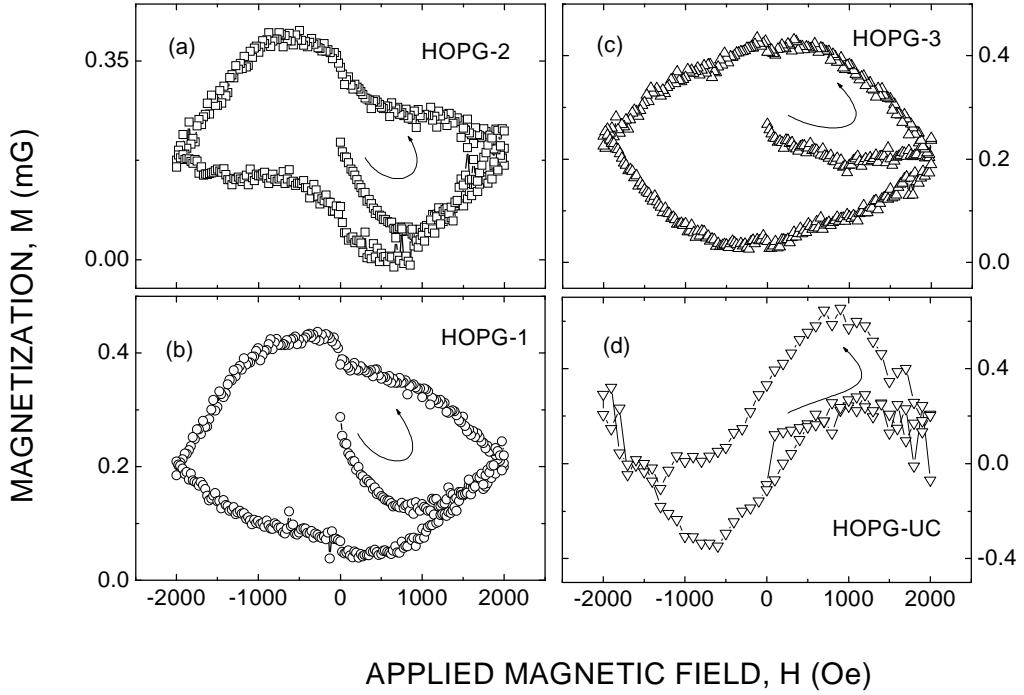 (a)
HOPG-2
0.35
0.00
(c)
HOPG-3
0.4
0.2
0.0
(b)
HOPG-1
0.4
0.2
0.0
-2000 -1000 0 1000 2000
(d)
HOPG-UC
0.4
0.0
-0.4
-2000 -1000 0 1000 2000
MAGNETIZATION, M (mG)
APPLIED MAGNETIC FIELD, H (Oe)